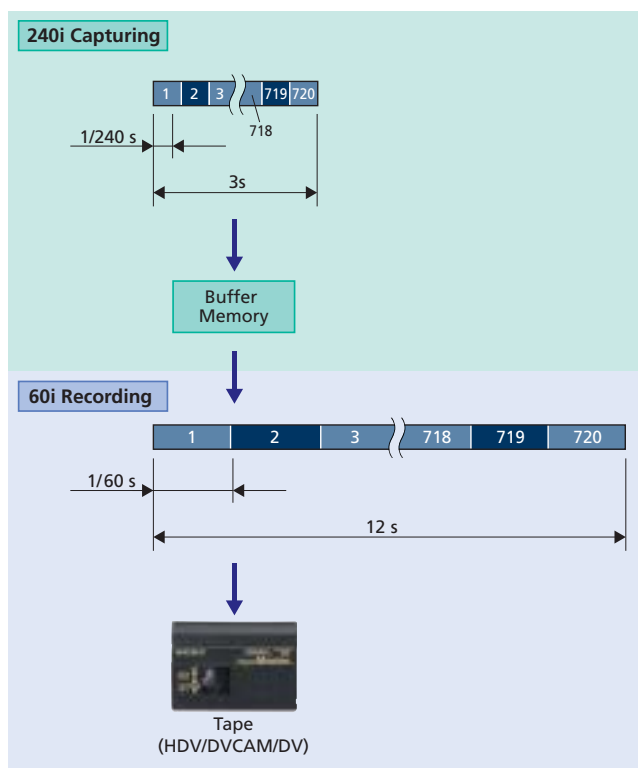 240i Capturing
1 2 3 719 720
718
1/240 s
3s
Buffer
Memory
60i Recording
1 2 3 718 719 720
1/60 s
12 s
Tape
(HDV/DVCAM/DV)